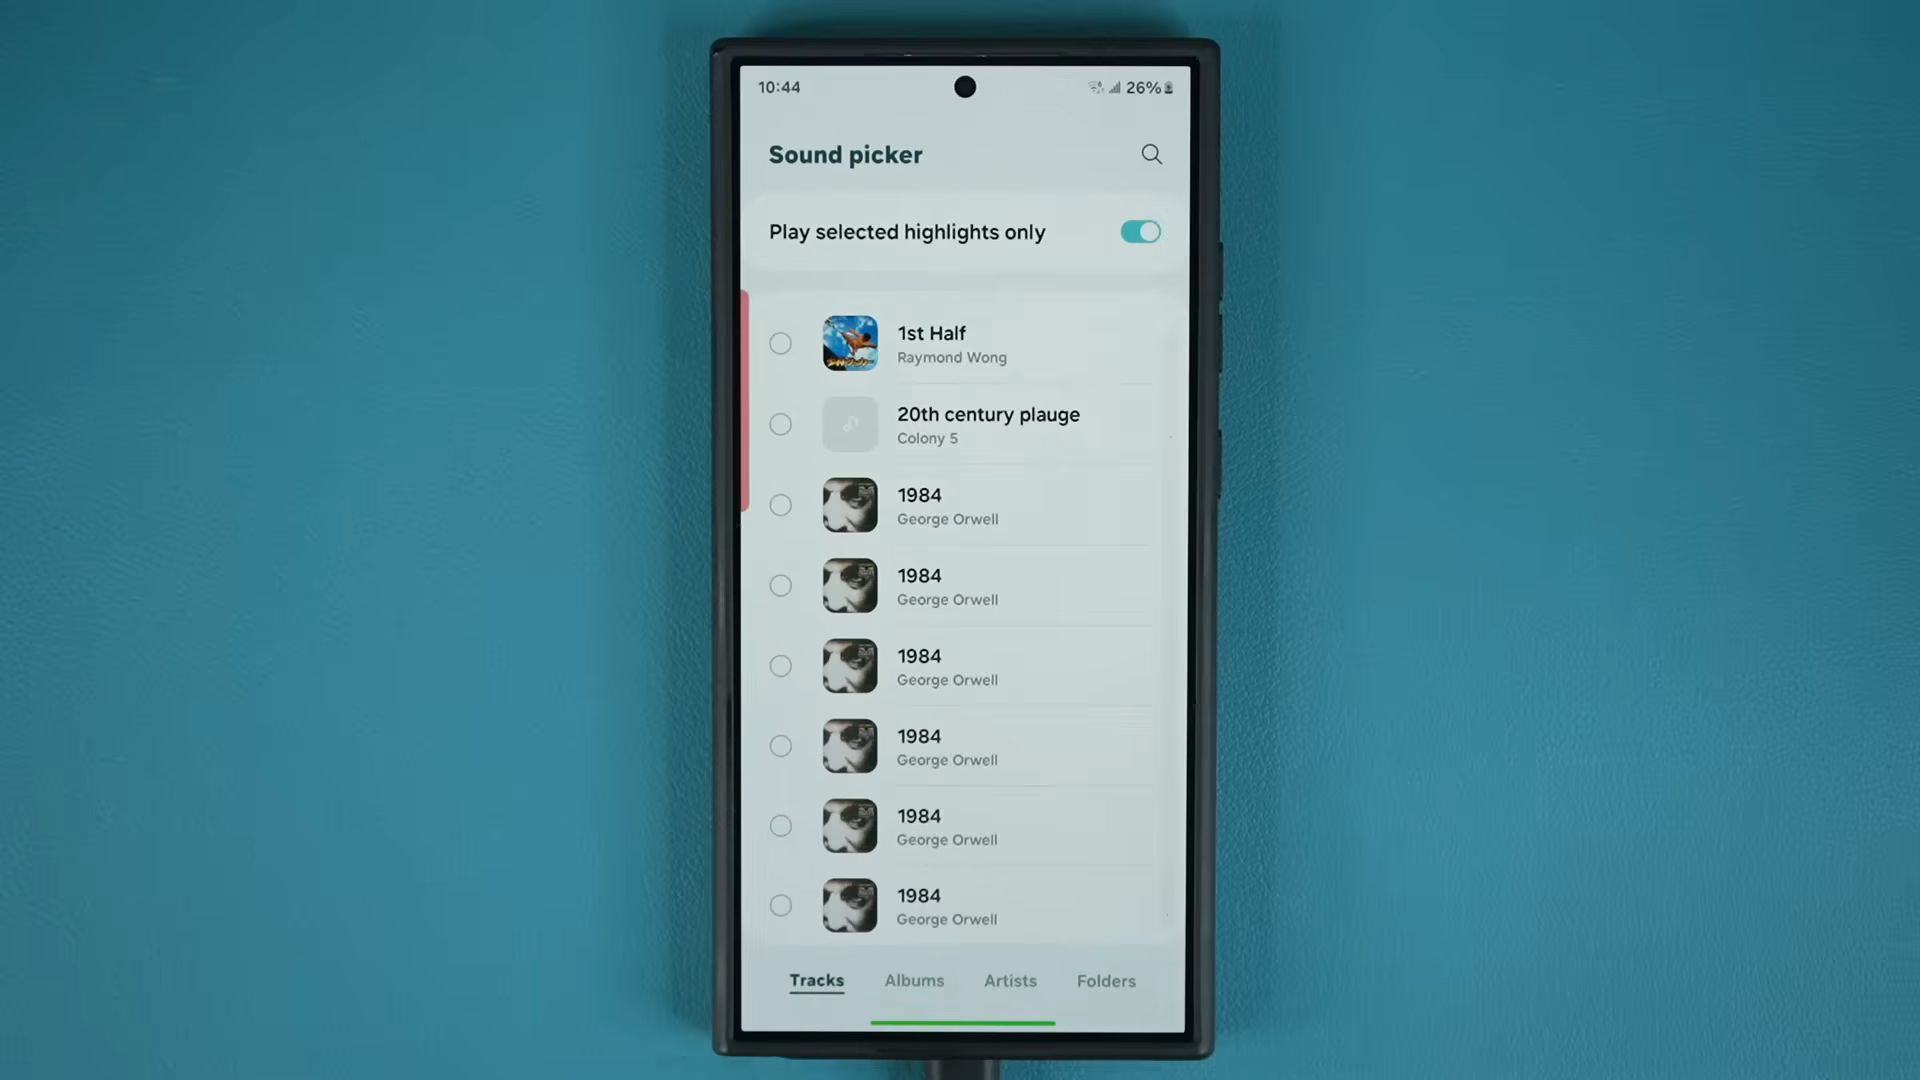 10:44
26%
Sound picker
Play selected highlights only
1st Half
Raymond Wong
20th century plauge
Colony 5
1984
George Orwell
1984
George Orwell
1984
George Orwell
1984
George Orwell
1984
George Orwell
1984
George Orwell
Tracks Albums Artists Folders